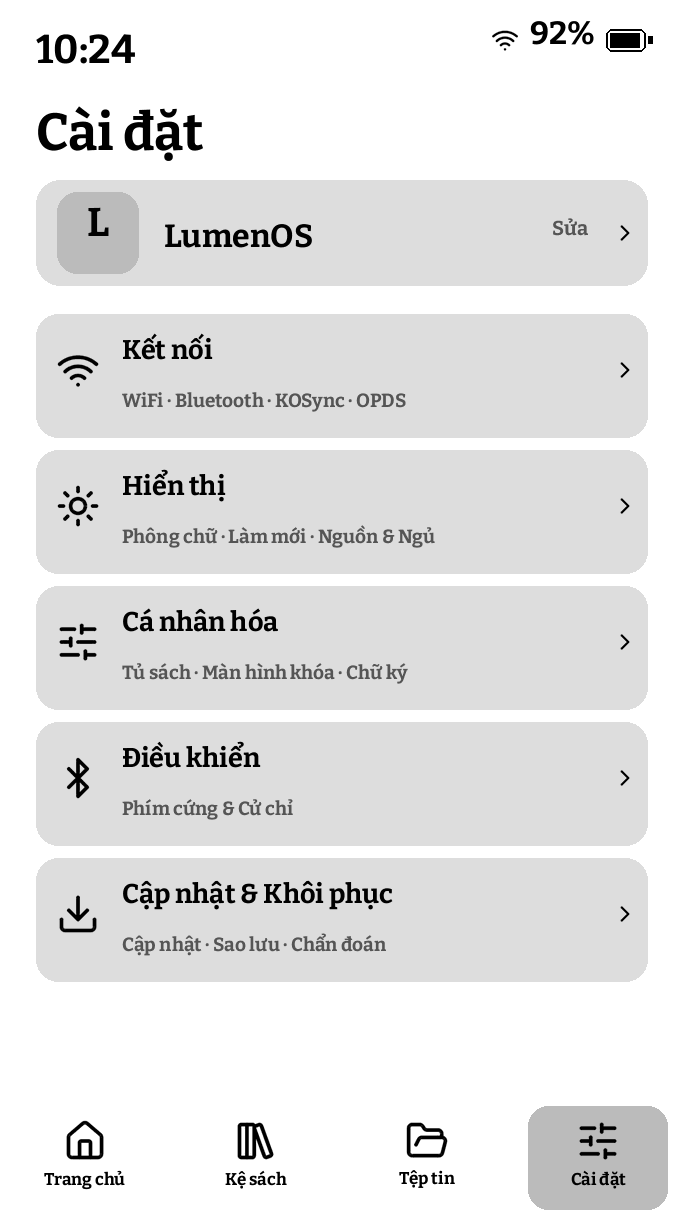 10:24 92%
Cài đặt
L LumenOS Sửa
Kết nối
WiFi · Bluetooth · KOSync · OPDS
Hiển thị
Phông chữ · Làm mới · Nguồn & Ngủ
Cá nhân hóa
Tủ sách · Màn hình khóa · Chữ ký
Điều khiển
Phím cứng & Cử chỉ
Cập nhật & Khôi phục
Cập nhật · Sao lưu · Chẩn đoán
Trang chủ Kệ sách Tệp tin Cài đặt